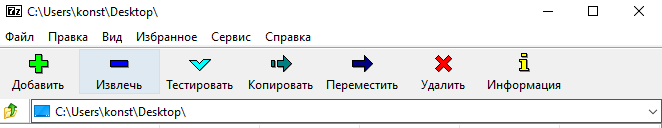 7z C:\Users\konst\Desktop\
Файл Правка Вид Избранное Сервис Справка
Добавить Извлечь Тестировать Копировать Переместить Удалить Информация
C:\Users\konst\Desktop\